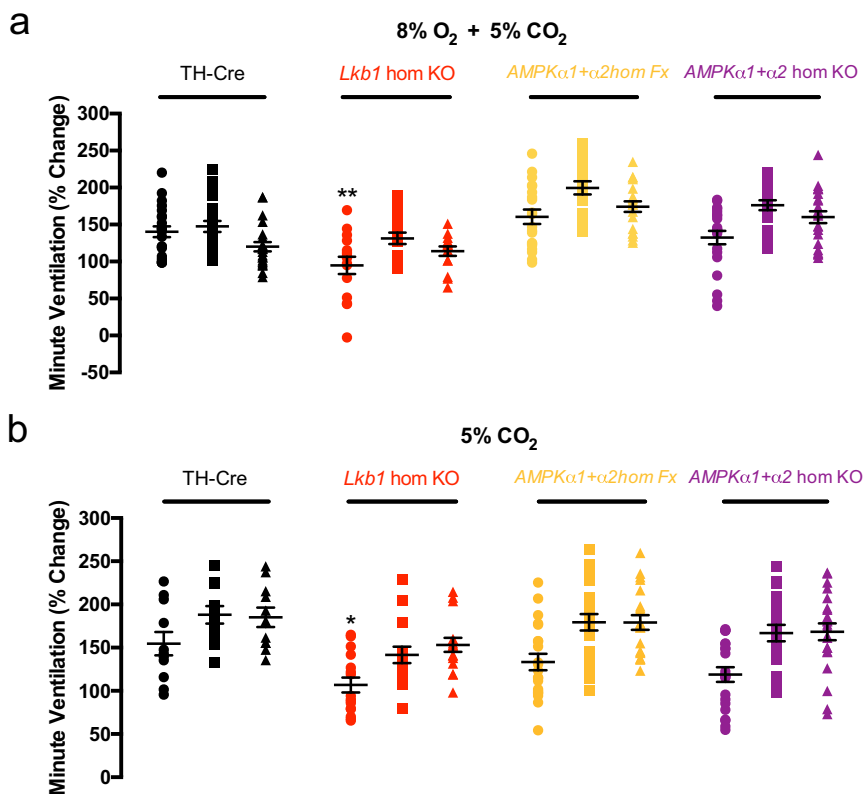 a
8% O₂ + 5% CO₂
TH-Cre Lkb1 hom KO AMPKα1+α2hom Fx AMPKα1+α2 hom KO
Minute Ventilation (% Change)
300
250
200
150
100
50
0
-50
**
b
5% CO₂
TH-Cre Lkb1 hom KO AMPKα1+α2hom Fx AMPKα1+α2 hom KO
Minute Ventilation (% Change)
300
250
200
150
100
50
0
*